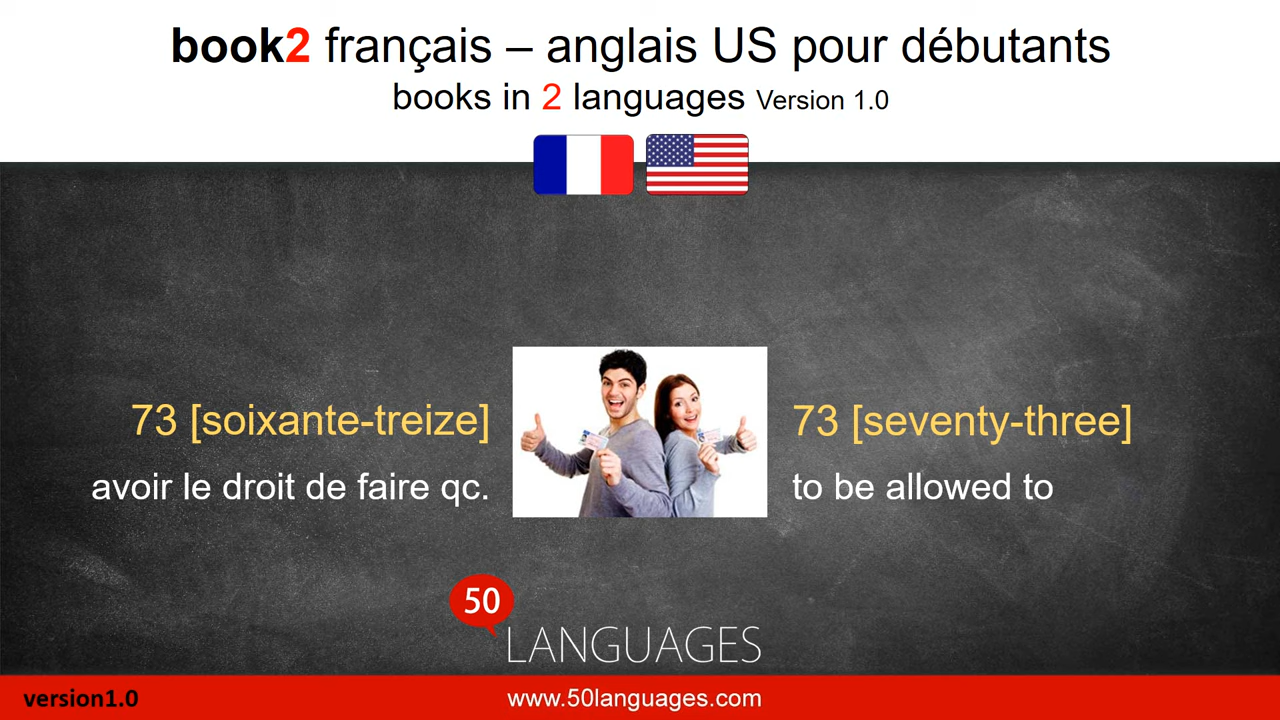 book2 français – anglais US pour débutants
books in 2 languages Version 1.0
73 [soixante-treize]
avoir le droit de faire qc.
73 [seventy-three]
to be allowed to
50
LANGUAGES
version1.0
www.50languages.com